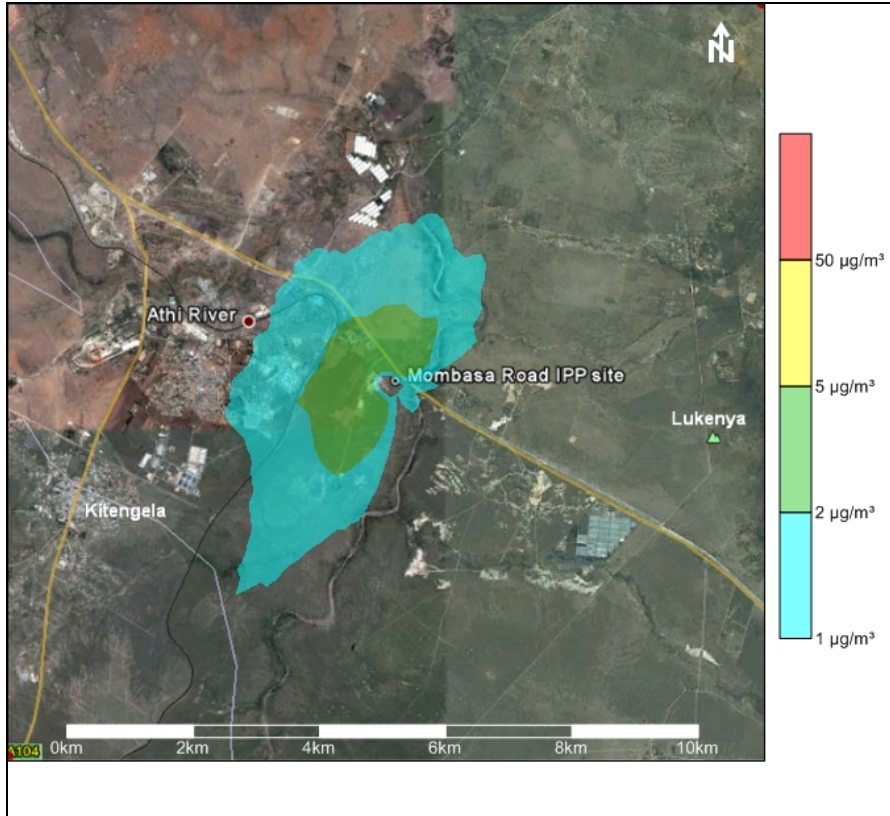 N
50 µg/m³
Athi River
Mombasa Road IPP site
5 µg/m³
Lukenya
Kitengela
2 µg/m³
1 µg/m³
0km
2km
4km
6km
8km
10km
A104